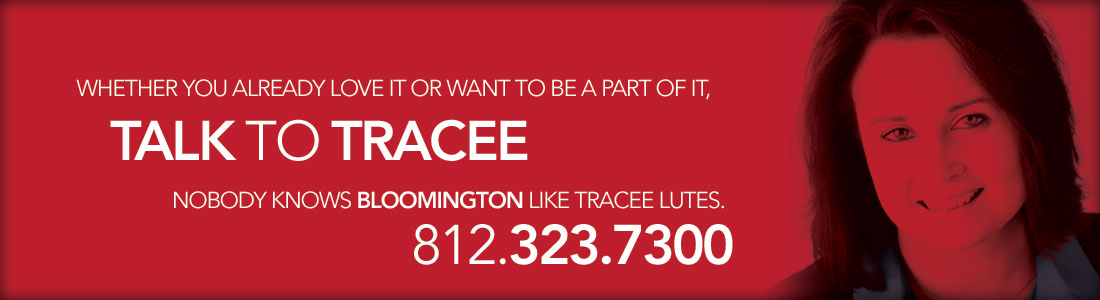 WHETHER YOU ALREADY LOVE IT OR WANT TO BE A PART OF IT,
TALK TO TRACEE
NOBODY KNOWS BLOOMINGTON LIKE TRACEE LUTES.
812.323.7300